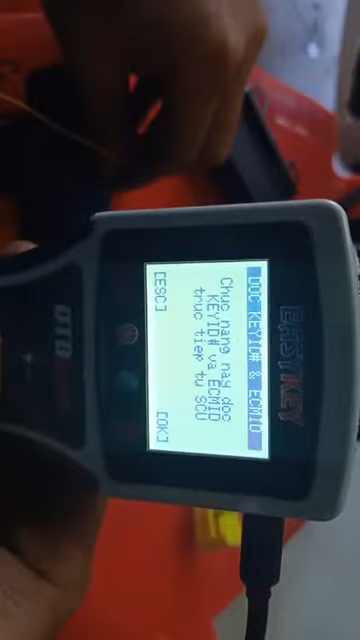 EASYKEY
DOC KEYID# & ECMID
Chuc nang nay doc
KEYID# va ECMID
truc tiep tu SCU
[ESC] [OK]
OTO